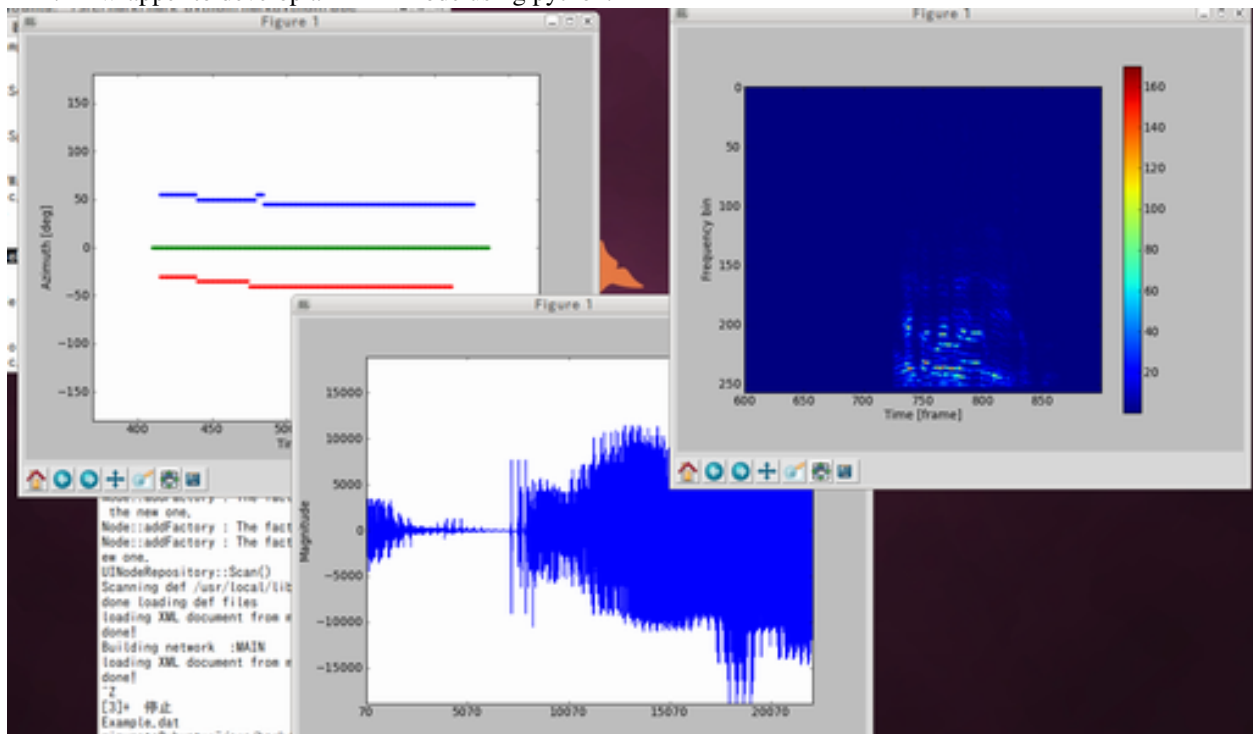 Figure 1
150
100
50
0
−50
−100
−150
Azimuth [deg]
400
450
Figure 1
0
50
100
150
200
250
Frequency bin
600
650
700
750
800
850
Time [frame]
160
140
120
100
80
60
40
20
Figure 1
15000
10000
5000
0
−5000
−10000
−15000
Magnitude
70
5070
10070
15070
20070
the new one.
Node::addFactory : The fact
Node::addFactory : The fact
ew one.
UINodeRepository::Scan()
Scanning def /usr/local/lib
done loading def files
loading XML document from m
done!
Building network :MAIN
loading XML document from m
done!
^Z
[3]+ 停止
Example.dat